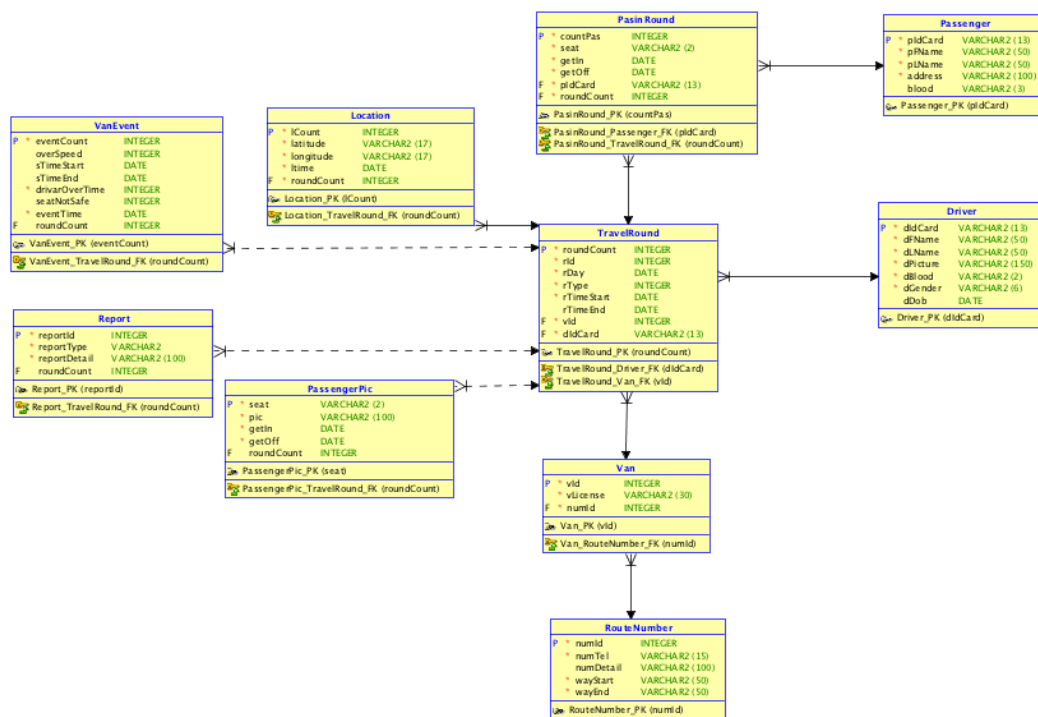 PasinRound
P * countPas INTEGER
* seat VARCHAR2 (2)
* getIn DATE
* getOff DATE
F * pIdCard VARCHAR2 (13)
F * roundCount INTEGER
PasinRound_PK (countPas)
PasinRound_Passenger_FK (pIdCard)
PasinRound_TravelRound_FK (roundCount)
Passenger
P * pIdCard VARCHAR2 (13)
* pFName VARCHAR2 (50)
* pLName VARCHAR2 (50)
* address VARCHAR2 (100)
blood VARCHAR2 (3)
Passenger_PK (pIdCard)
Location
P * lCount INTEGER
* latitude VARCHAR2 (17)
* longitude VARCHAR2 (17)
* ltime DATE
F * roundCount INTEGER
Location_PK (lCount)
Location_TravelRound_FK (roundCount)
VanEvent
P * eventCount INTEGER
overSpeed INTEGER
sTimeStart DATE
sTimeEnd DATE
* drivarOverTime INTEGER
seatNotSafe INTEGER
* eventTime DATE
F roundCount INTEGER
VanEvent_PK (eventCount)
VanEvent_TravelRound_FK (roundCount)
TravelRound
P * roundCount INTEGER
* rId INTEGER
* rDay DATE
* rType INTEGER
* rTimeStart DATE
rTimeEnd DATE
F * vId INTEGER
F * dIdCard VARCHAR2 (13)
TravelRound_PK (roundCount)
TravelRound_Driver_FK (dIdCard)
TravelRound_Van_FK (vId)
Driver
P * dIdCard VARCHAR2 (13)
* dFName VARCHAR2 (50)
* dLName VARCHAR2 (50)
* dPicture VARCHAR2 (150)
* dBlood VARCHAR2 (2)
* dGender VARCHAR2 (6)
dDob DATE
Driver_PK (dIdCard)
Report
P * reportId INTEGER
* reportType VARCHAR2
* reportDetail VARCHAR2 (100)
F roundCount INTEGER
Report_PK (reportId)
Report_TravelRound_FK (roundCount)
PassengerPic
P * seat VARCHAR2 (2)
* pic VARCHAR2 (100)
* getIn DATE
* getOff DATE
F roundCount INTEGER
PassengerPic_PK (seat)
PassengerPic_TravelRound_FK (roundCount)
Van
P * vId INTEGER
* vLicense VARCHAR2 (30)
F * numId INTEGER
Van_PK (vId)
Van_RouteNumber_FK (numId)
RouteNumber
P * numId INTEGER
* numTel VARCHAR2 (15)
numDetail VARCHAR2 (100)
* wayStart VARCHAR2 (50)
* wayEnd VARCHAR2 (50)
RouteNumber_PK (numId)